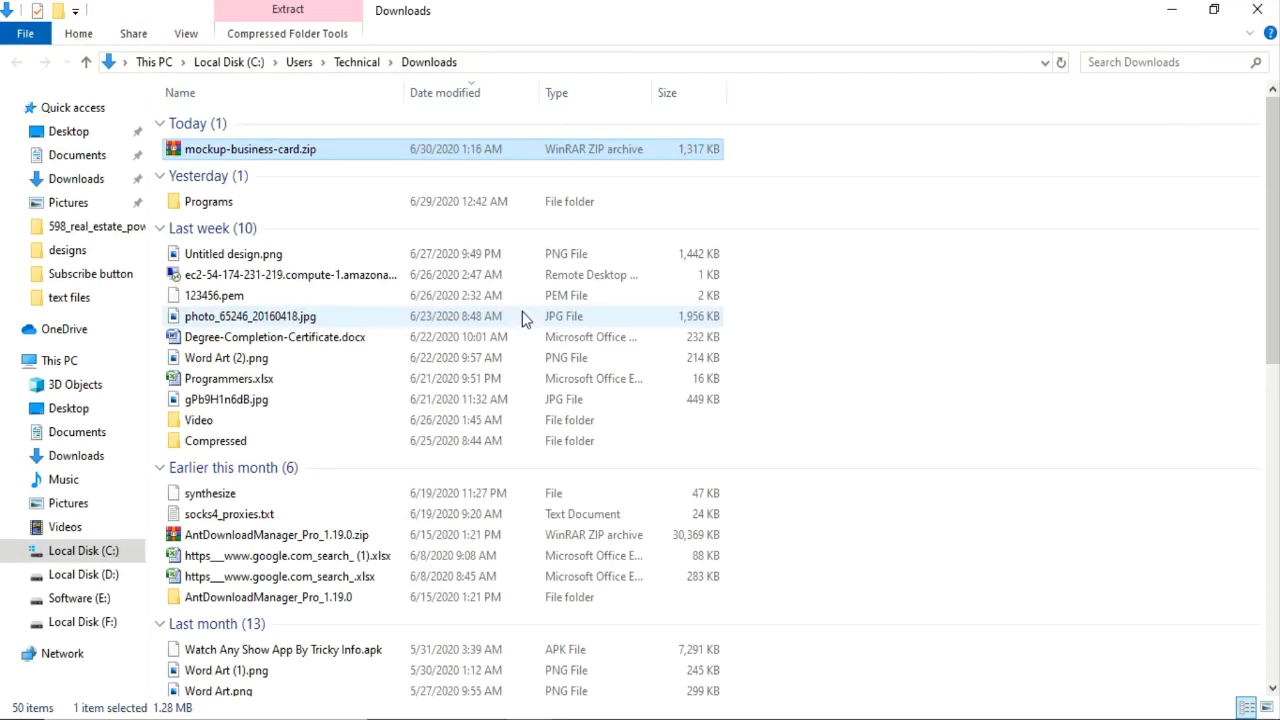 Extract
Downloads
File
Home
Share
View
Compressed Folder Tools
This PC
Local Disk (C:)
Users
Technical
Downloads
Search Downloads
Name
Date modified
Type
Size
Quick access
Desktop
Documents
Downloads
Pictures
598_real_estate_pov
designs
Subscribe button
text files
OneDrive
This PC
3D Objects
Desktop
Documents
Downloads
Music
Pictures
Videos
Local Disk (C:)
Local Disk (D:)
Software (E:)
Local Disk (F:)
Network
Today (1)
mockup-business-card.zip 6/30/2020 1:16 AM WinRAR ZIP archive 1,317 KB
Yesterday (1)
Programs 6/29/2020 12:42 AM File folder
Last week (10)
Untitled design.png 6/27/2020 9:49 PM PNG File 1,442 KB
ec2-54-174-231-219.compute-1.amazona... 6/26/2020 2:47 AM Remote Desktop ... 1 KB
123456.pem 6/26/2020 2:32 AM PEM File 2 KB
photo_65246_20160418.jpg 6/23/2020 8:48 AM JPG File 1,956 KB
Degree-Completion-Certificate.docx 6/22/2020 10:01 AM Microsoft Office ... 232 KB
Word Art (2).png 6/22/2020 9:57 AM PNG File 214 KB
Programmers.xlsx 6/21/2020 9:51 PM Microsoft Office E... 16 KB
gPb9H1n6dB.jpg 6/21/2020 11:32 AM JPG File 449 KB
Video 6/26/2020 1:45 AM File folder
Compressed 6/25/2020 8:44 AM File folder
Earlier this month (6)
synthesize 6/19/2020 11:27 PM File 47 KB
socks4_proxies.txt 6/19/2020 9:20 AM Text Document 24 KB
AntDownloadManager_Pro_1.19.0.zip 6/15/2020 1:21 PM WinRAR ZIP archive 30,369 KB
https__www.google.com_search_ (1).xlsx 6/8/2020 9:08 AM Microsoft Office E... 88 KB
https__www.google.com_search_.xlsx 6/8/2020 8:45 AM Microsoft Office E... 283 KB
AntDownloadManager_Pro_1.19.0 6/15/2020 1:21 PM File folder
Last month (13)
Watch Any Show App By Tricky Info.apk 5/31/2020 3:39 AM APK File 7,291 KB
Word Art (1).png 5/30/2020 1:12 AM PNG File 245 KB
Word Art.png 5/27/2020 9:55 AM PNG File 299 KB
50 items 1 item selected 1.28 MB